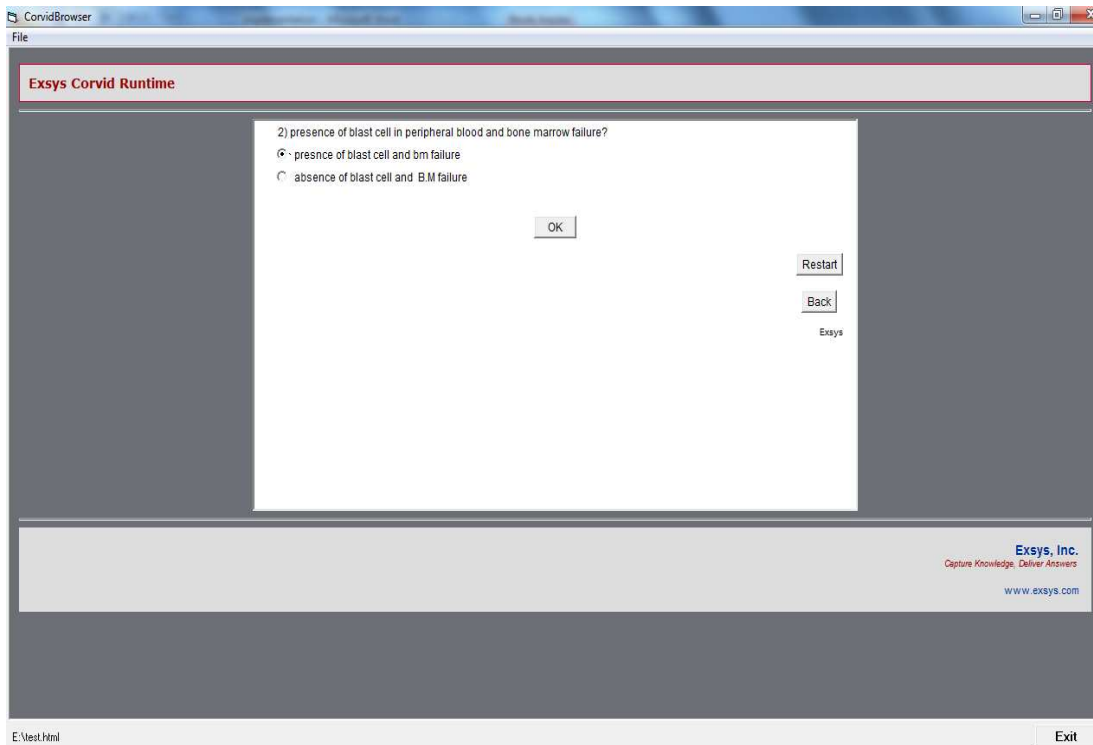 CorvidBrowser
File
Exsys Corvid Runtime
2) presence of blast cell in peripheral blood and bone marrow failure?
presnce of blast cell and bm failure
absence of blast cell and B.M failure
OK
Restart
Back
Exsys
Exsys, Inc.
Capture Knowledge, Deliver Answers
www.exsys.com
E:\test.html
Exit